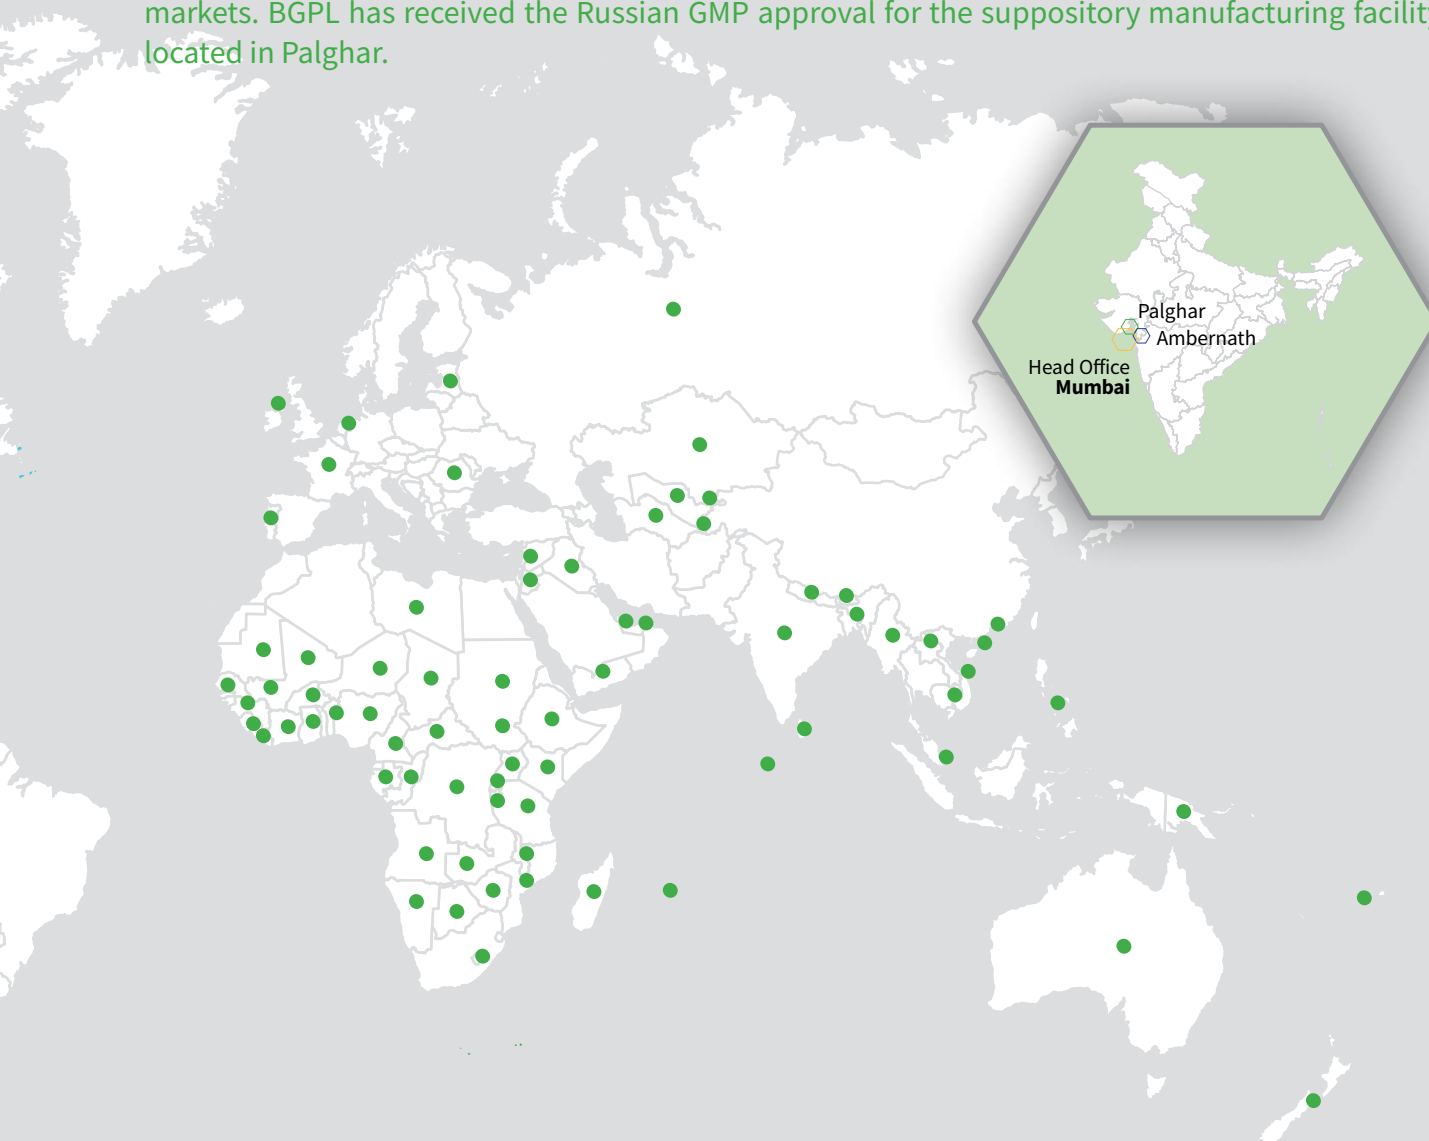 markets. BGPL has received the Russian GMP approval for the suppository manufacturing facility
located in Palghar.
Palghar
Ambernath
Head Office
Mumbai